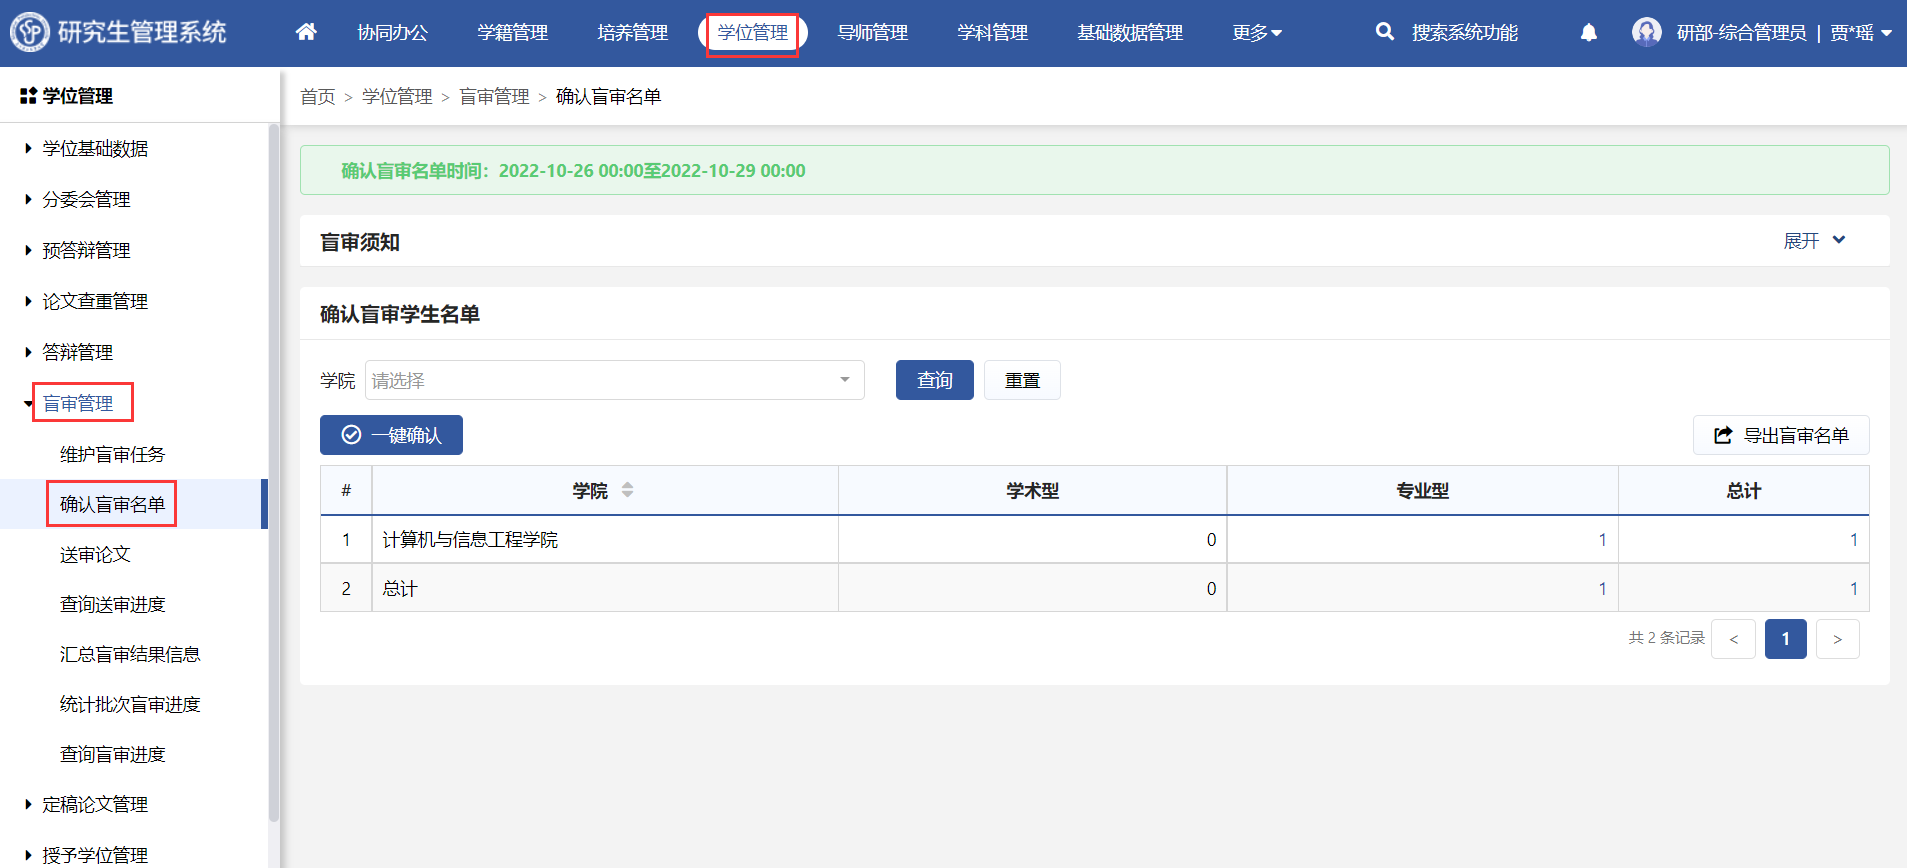 研究生管理系统 协同办公 学籍管理 培养管理 学位管理 导师管理 学科管理 基础数据管理 更多 搜索系统功能 研部-综合管理员 | 贾*瑶
学位管理
学位基础数据
分委会管理
预答辩管理
论文查重管理
答辩管理
盲审管理
维护盲审任务
确认盲审名单
送审论文
查询送审进度
汇总盲审结果信息
统计批次盲审进度
查询盲审进度
定稿论文管理
授予学位管理
首页 > 学位管理 > 盲审管理 > 确认盲审名单
确认盲审名单时间：2022-10-26 00:00至2022-10-29 00:00
盲审须知 展开
确认盲审学生名单
学院 请选择 查询 重置
一键确认 导出盲审名单
# 学院 学术型 专业型 总计
1 计算机与信息工程学院 0 1 1
2 总计 0 1 1
共 2 条记录 < 1 >